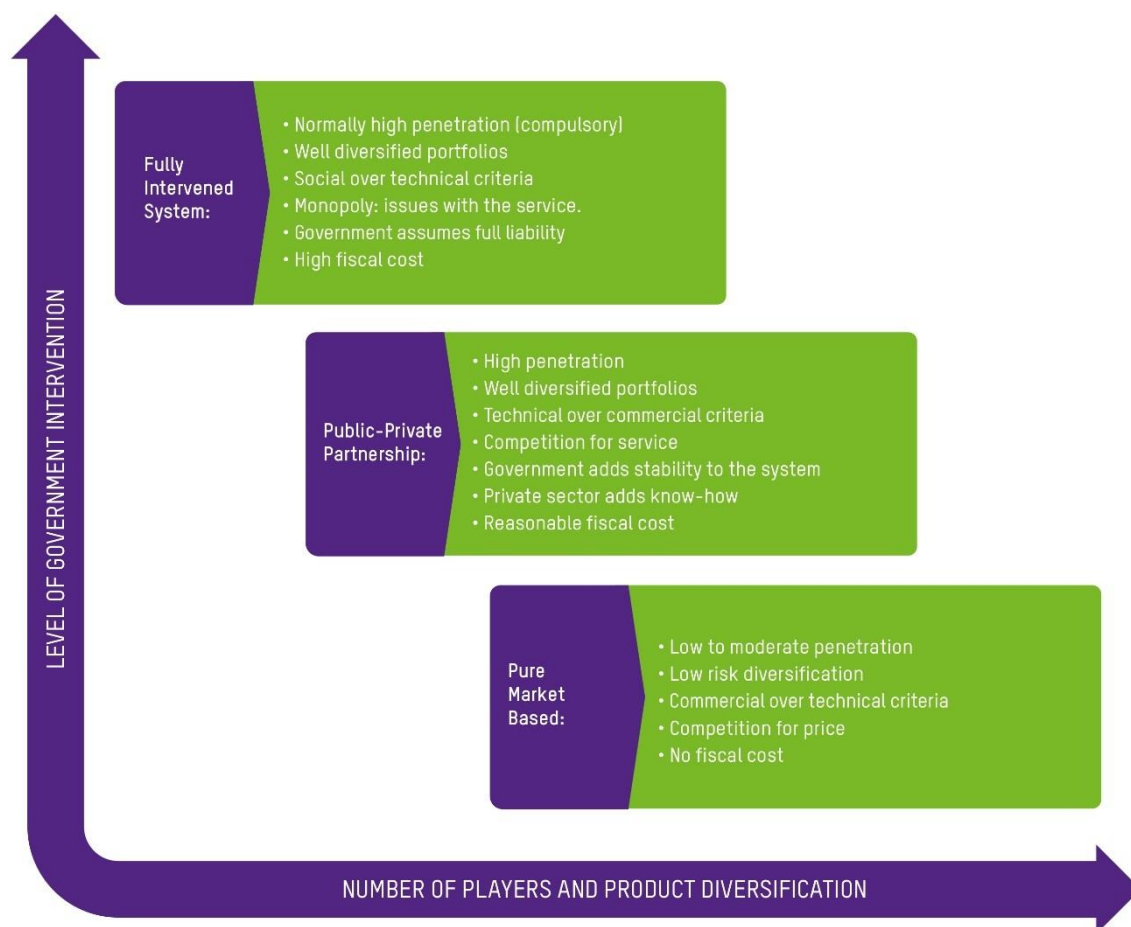 LEVEL OF GOVERNMENT INTERVENTION
Fully
Intervened
System:
• Normally high penetration (compulsory)
• Well diversified portfolios
• Social over technical criteria
• Monopoly: issues with the service.
• Government assumes full liability
• High fiscal cost
Public-Private
Partnership:
• High penetration
• Well diversified portfolios
• Technical over commercial criteria
• Competition for service
• Government adds stability to the system
• Private sector adds know-how
• Reasonable fiscal cost
Pure
Market
Based:
• Low to moderate penetration
• Low risk diversification
• Commercial over technical criteria
• Competition for price
• No fiscal cost
NUMBER OF PLAYERS AND PRODUCT DIVERSIFICATION